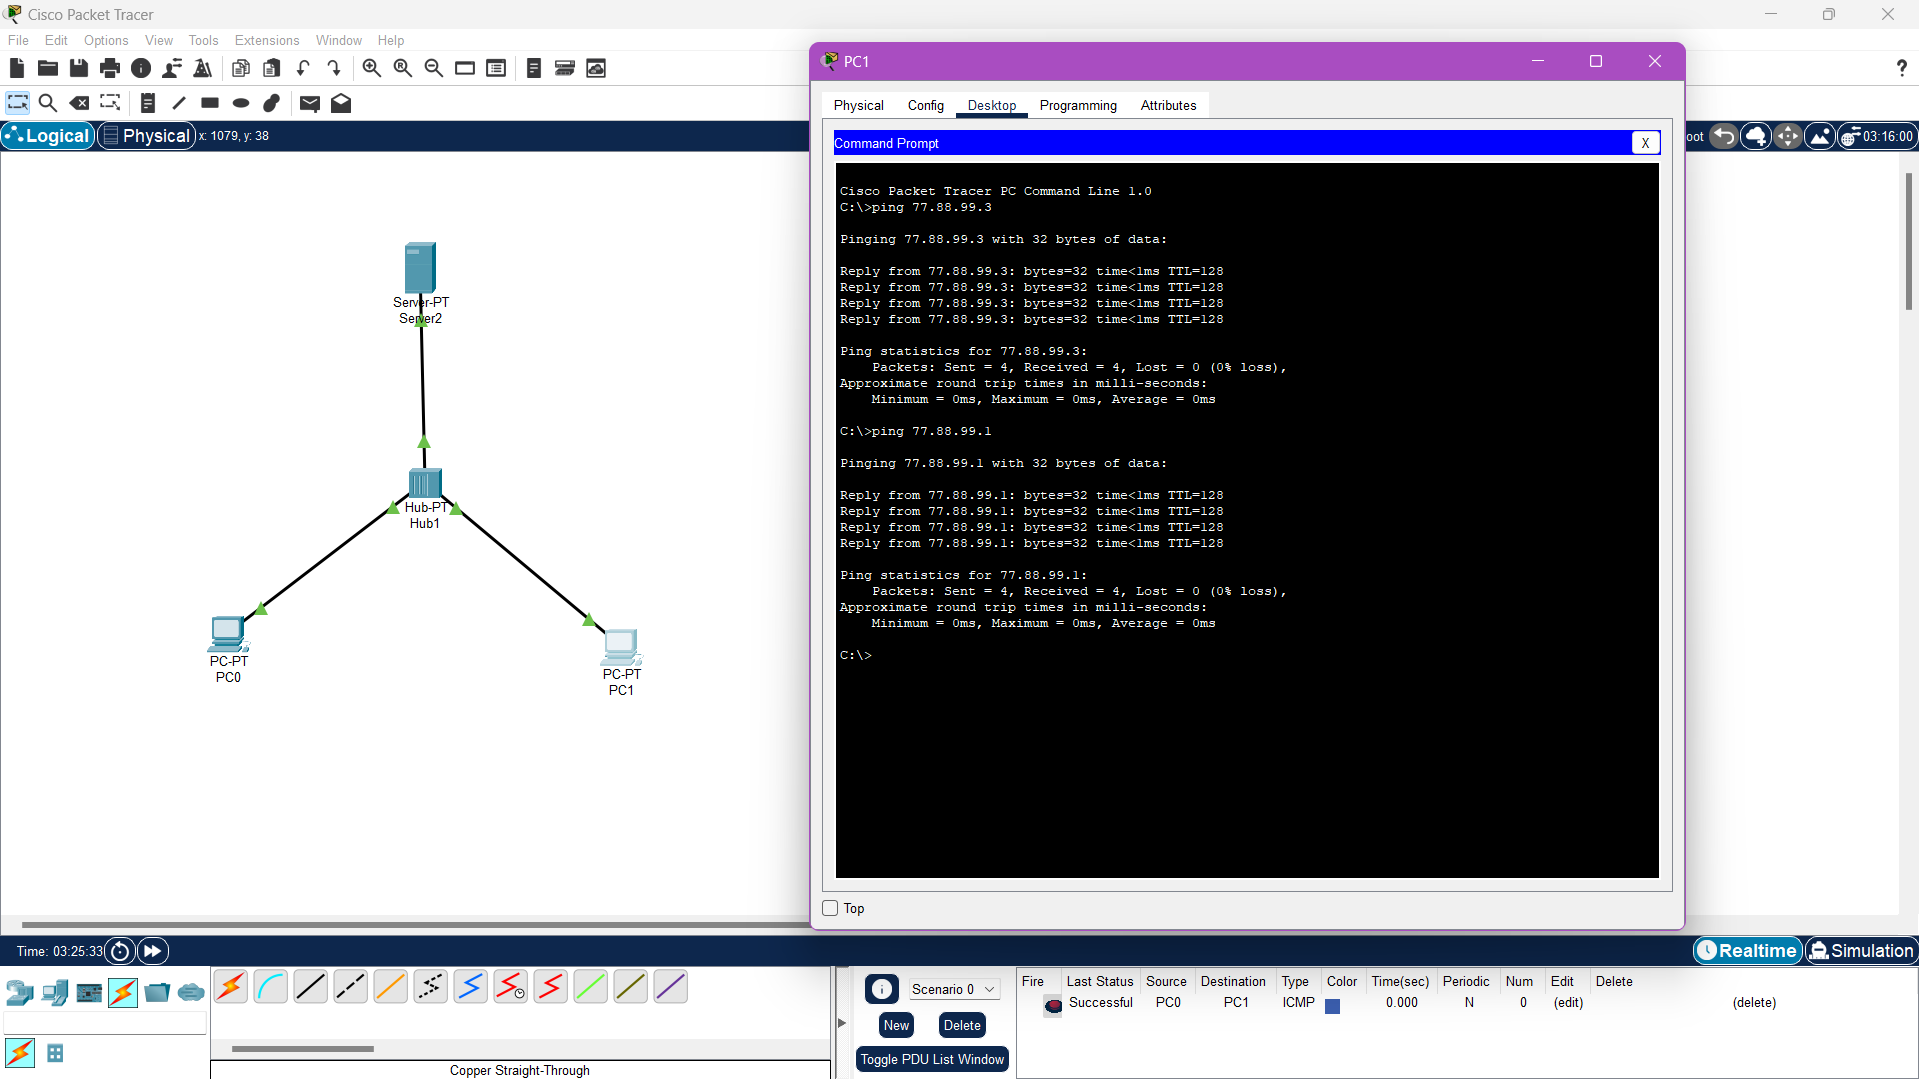 Cisco Packet Tracer
File Edit Options View Tools Extensions Window Help
Logical Physical x: 1079, y: 38
oot 03:16:00
Server-PT
Server2
Hub-PT
Hub1
PC-PT
PC0
PC-PT
PC1
PC1
Physical Config Desktop Programming Attributes
Command Prompt X
Cisco Packet Tracer PC Command Line 1.0
C:\>ping 77.88.99.3
Pinging 77.88.99.3 with 32 bytes of data:
Reply from 77.88.99.3: bytes=32 time<1ms TTL=128
Reply from 77.88.99.3: bytes=32 time<1ms TTL=128
Reply from 77.88.99.3: bytes=32 time<1ms TTL=128
Reply from 77.88.99.3: bytes=32 time<1ms TTL=128
Ping statistics for 77.88.99.3:
Packets: Sent = 4, Received = 4, Lost = 0 (0% loss),
Approximate round trip times in milli-seconds:
Minimum = 0ms, Maximum = 0ms, Average = 0ms
C:\>ping 77.88.99.1
Pinging 77.88.99.1 with 32 bytes of data:
Reply from 77.88.99.1: bytes=32 time<1ms TTL=128
Reply from 77.88.99.1: bytes=32 time<1ms TTL=128
Reply from 77.88.99.1: bytes=32 time<1ms TTL=128
Reply from 77.88.99.1: bytes=32 time<1ms TTL=128
Ping statistics for 77.88.99.1:
Packets: Sent = 4, Received = 4, Lost = 0 (0% loss),
Approximate round trip times in milli-seconds:
Minimum = 0ms, Maximum = 0ms, Average = 0ms
C:\>
Top
Time: 03:25:33
Realtime Simulation
Copper Straight-Through
Scenario 0
New Delete
Toggle PDU List Window
Fire Last Status Source Destination Type Color Time(sec) Periodic Num Edit Delete
Successful PC0 PC1 ICMP 0.000 N 0 (edit) (delete)